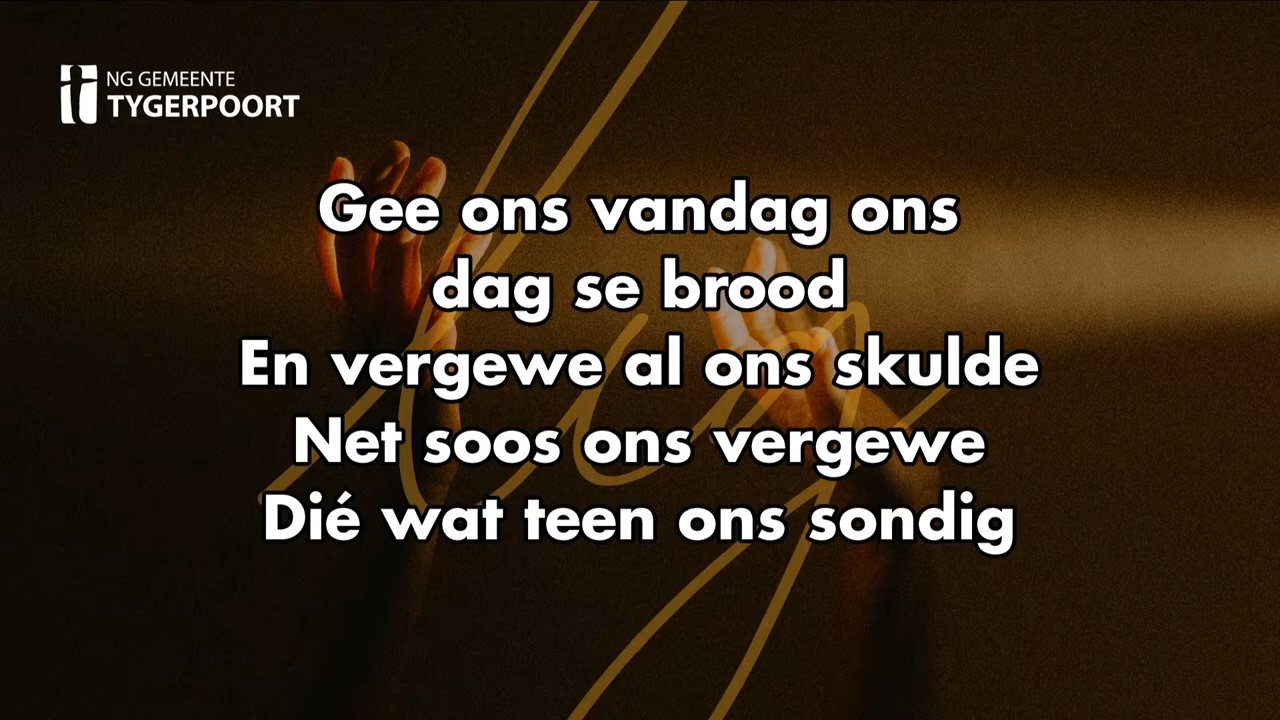 NG GEMEENTE
TYGERPOORT
Gee ons vandag ons
dag se brood
En vergewe al ons skulde
Net soos ons vergewe
Dié wat teen ons sondig
lig